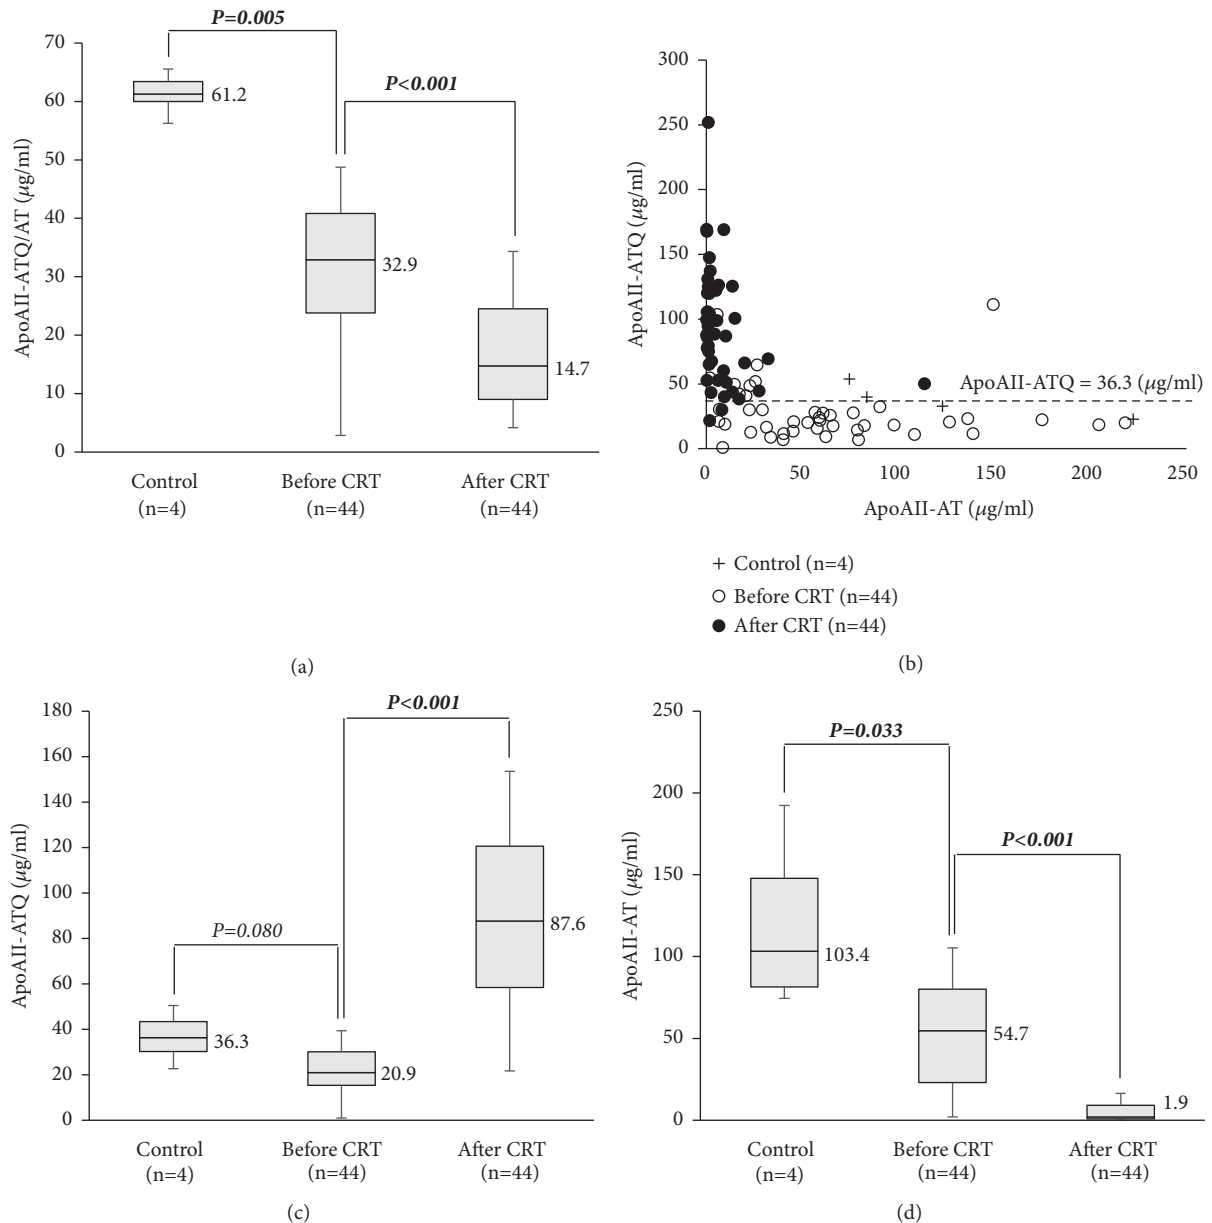 P=0.005
P<0.001
ApoAII-ATQ/AT (μg/ml)
70
60
50
40
30
20
10
0
61.2
32.9
14.7
Control
(n=4)
Before CRT
(n=44)
After CRT
(n=44)
(a)
ApoAII-ATQ (μg/ml)
300
250
200
150
100
50
0
ApoAII-ATQ = 36.3 (μg/ml)
0
50
100
150
200
250
ApoAII-AT (μg/ml)
Control (n=4)
Before CRT (n=44)
After CRT (n=44)
(b)
P<0.001
P=0.080
ApoAII-ATQ (μg/ml)
180
160
140
120
100
80
60
40
20
0
36.3
20.9
87.6
Control
(n=4)
Before CRT
(n=44)
After CRT
(n=44)
(c)
P=0.033
P<0.001
ApoAII-AT (μg/ml)
250
200
150
100
50
0
103.4
54.7
1.9
Control
(n=4)
Before CRT
(n=44)
After CRT
(n=44)
(d)